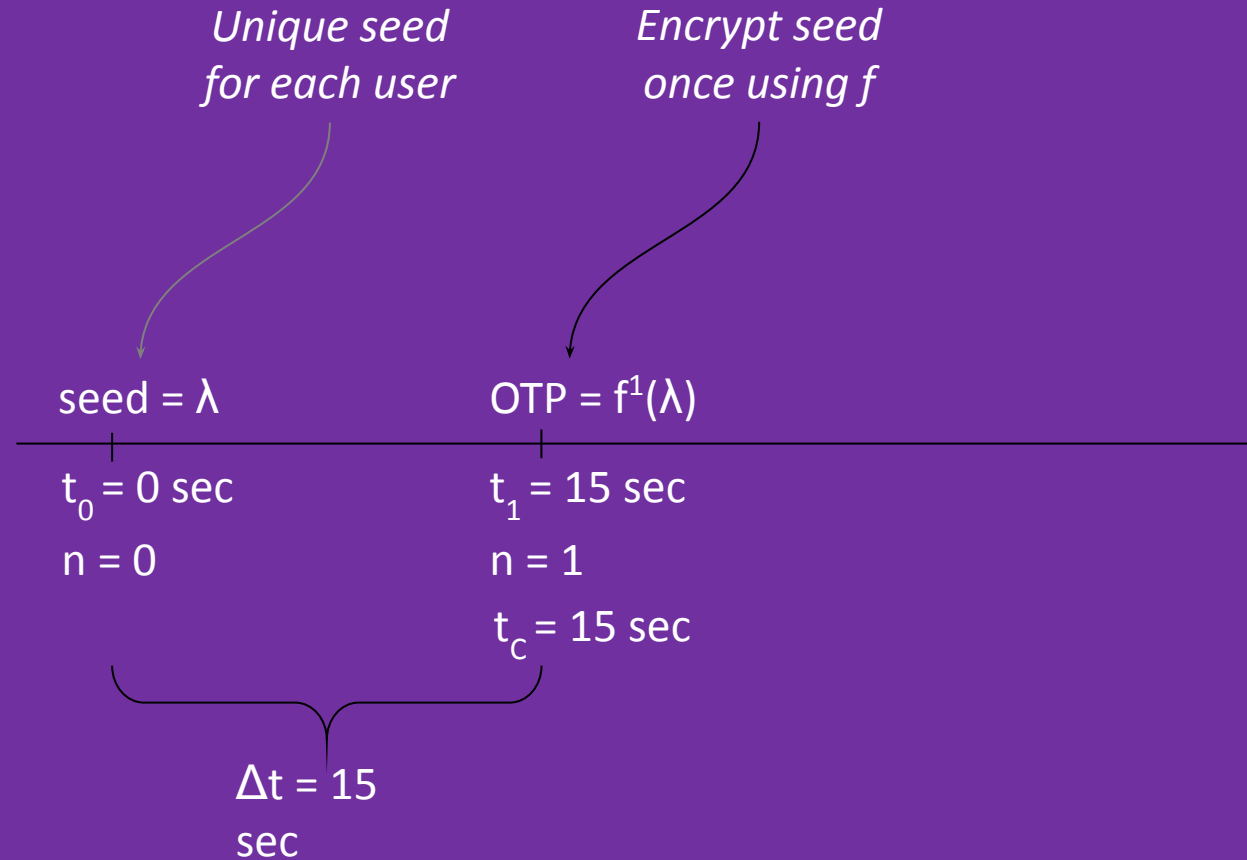 Unique seed
for each user
Encrypt seed
once using f
seed = λ
OTP = f¹(λ)
t₀ = 0 sec
t₁ = 15 sec
n = 0
n = 1
t_C = 15 sec
Δt = 15
sec